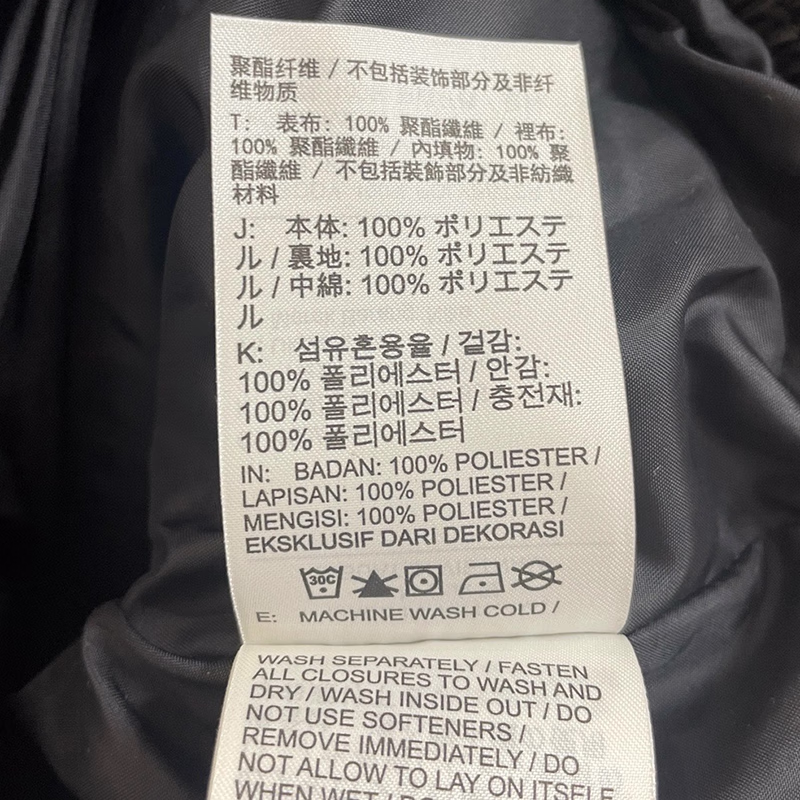 聚酯纤维 / 不包括装饰部分及非纤
维物质
T: 表布: 100% 聚酯纖維 / 裡布:
100% 聚酯纖維 / 內填物: 100% 聚
酯纖維 / 不包括裝飾部分及非紡織
材料
J: 本体: 100% ポリエステ
ル / 裏地: 100% ポリエステ
ル / 中綿: 100% ポリエステ
ル
K: 섬유혼용율 / 겉감:
100% 폴리에스터 / 안감:
100% 폴리에스터 / 충전재:
100% 폴리에스터
IN: BADAN: 100% POLIESTER /
LAPISAN: 100% POLIESTER /
MENGISI: 100% POLIESTER /
EKSKLUSIF DARI DEKORASI
30C
E: MACHINE WASH COLD /
WASH SEPARATELY / FASTEN
ALL CLOSURES TO WASH AND
DRY / WASH INSIDE OUT / DO
NOT USE SOFTENERS /
REMOVE IMMEDIATELY / DO
NOT ALLOW TO LAY ON ITSELF
WHEN WET /